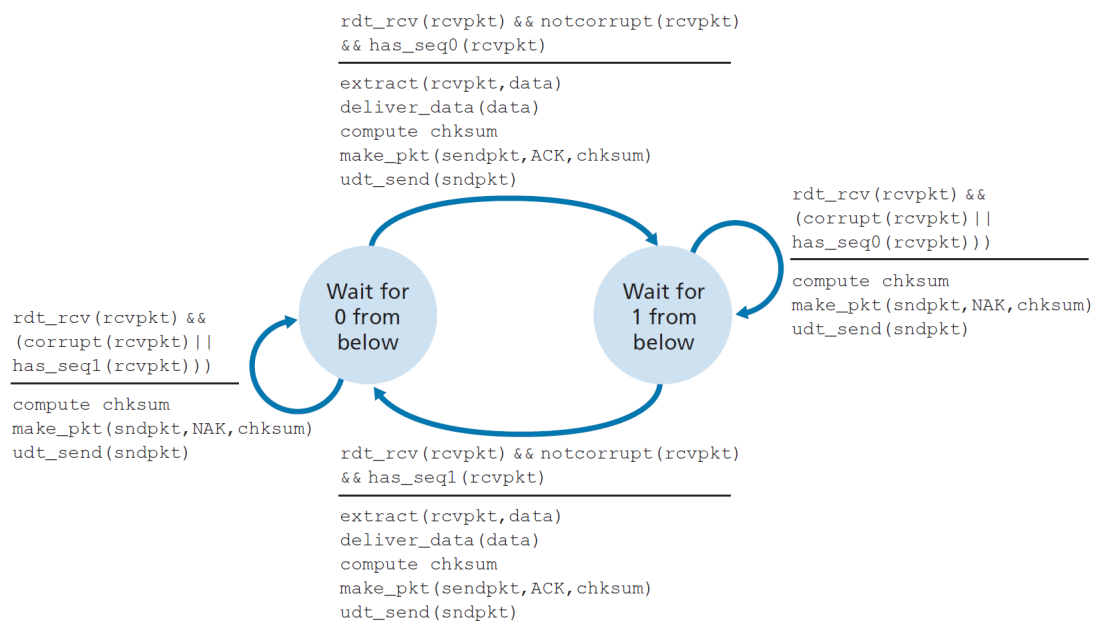 rdt_rcv(rcvpkt) && notcorrupt(rcvpkt)
&& has_seq0(rcvpkt)
extract(rcvpkt,data)
deliver_data(data)
compute chksum
make_pkt(sendpkt,ACK,chksum)
udt_send(sndpkt)
rdt_rcv(rcvpkt) &&
(corrupt(rcvpkt)||
has_seq0(rcvpkt)))
compute chksum
make_pkt(sndpkt,NAK,chksum)
udt_send(sndpkt)
Wait for
0 from
below
Wait for
1 from
below
rdt_rcv(rcvpkt) &&
(corrupt(rcvpkt)||
has_seq1(rcvpkt)))
compute chksum
make_pkt(sndpkt,NAK,chksum)
udt_send(sndpkt)
rdt_rcv(rcvpkt) && notcorrupt(rcvpkt)
&& has_seq1(rcvpkt)
extract(rcvpkt,data)
deliver_data(data)
compute chksum
make_pkt(sendpkt,ACK,chksum)
udt_send(sndpkt)